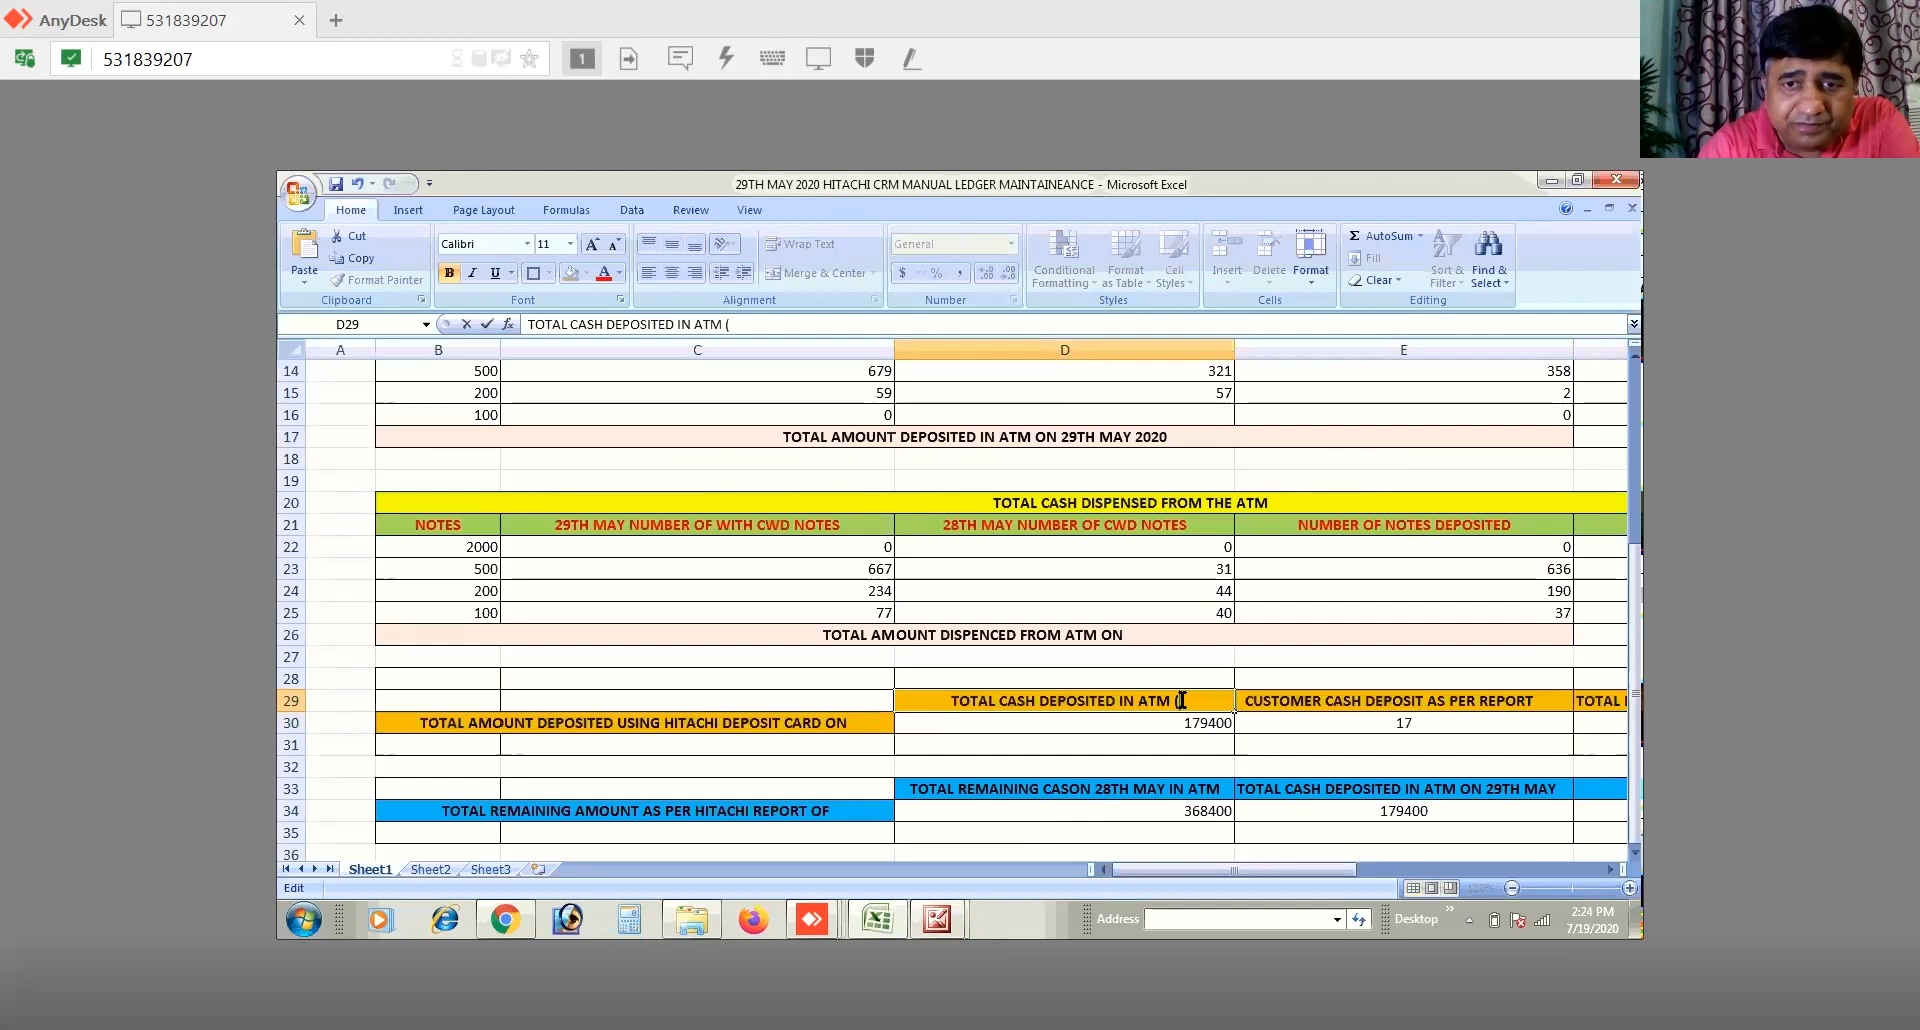 AnyDesk 531839207
531839207 1
29TH MAY 2020 HITACHI CRM MANUAL LEDGER MAINTAINEANCE - Microsoft Excel
Home Insert Page Layout Formulas Data Review View
Paste Cut Copy Format Painter
Calibri 11 B I U A
Wrap Text Merge & Center
General $ % ,
Conditional Formatting Format as Table Cell Styles
Insert Delete Format
AutoSum Fill Clear Sort & Filter Find & Select
Clipboard Font Alignment Number Styles Cells Editing
D29 fx TOTAL CASH DEPOSITED IN ATM (
A B C D E
14 500 679 321 358
15 200 59 57 2
16 100 0 0
17 TOTAL AMOUNT DEPOSITED IN ATM ON 29TH MAY 2020
18
19
20 TOTAL CASH DISPENSED FROM THE ATM
21 NOTES 29TH MAY NUMBER OF WITH CWD NOTES 28TH MAY NUMBER OF CWD NOTES NUMBER OF NOTES DEPOSITED
22 2000 0 0 0
23 500 667 31 636
24 200 234 44 190
25 100 77 40 37
26 TOTAL AMOUNT DISPENCED FROM ATM ON
27
28
29 TOTAL CASH DEPOSITED IN ATM ( CUSTOMER CASH DEPOSIT AS PER REPORT TOTAL
30 TOTAL AMOUNT DEPOSITED USING HITACHI DEPOSIT CARD ON 179400 17
31
32
33 TOTAL REMAINING CASON 28TH MAY IN ATM TOTAL CASH DEPOSITED IN ATM ON 29TH MAY
34 TOTAL REMAINING AMOUNT AS PER HITACHI REPORT OF 368400 179400
35
36
Sheet1 Sheet2 Sheet3
Edit
Address Desktop 2:24 PM
7/19/2020